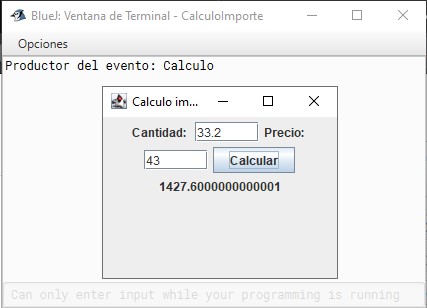 BlueJ: Ventana de Terminal - CalculoImporte
Opciones
Productor del evento: Calculo
Calculo im...
Cantidad: 33.2 Precio:
43 Calcular
1427.6000000000001
Can only enter input while your programming is running